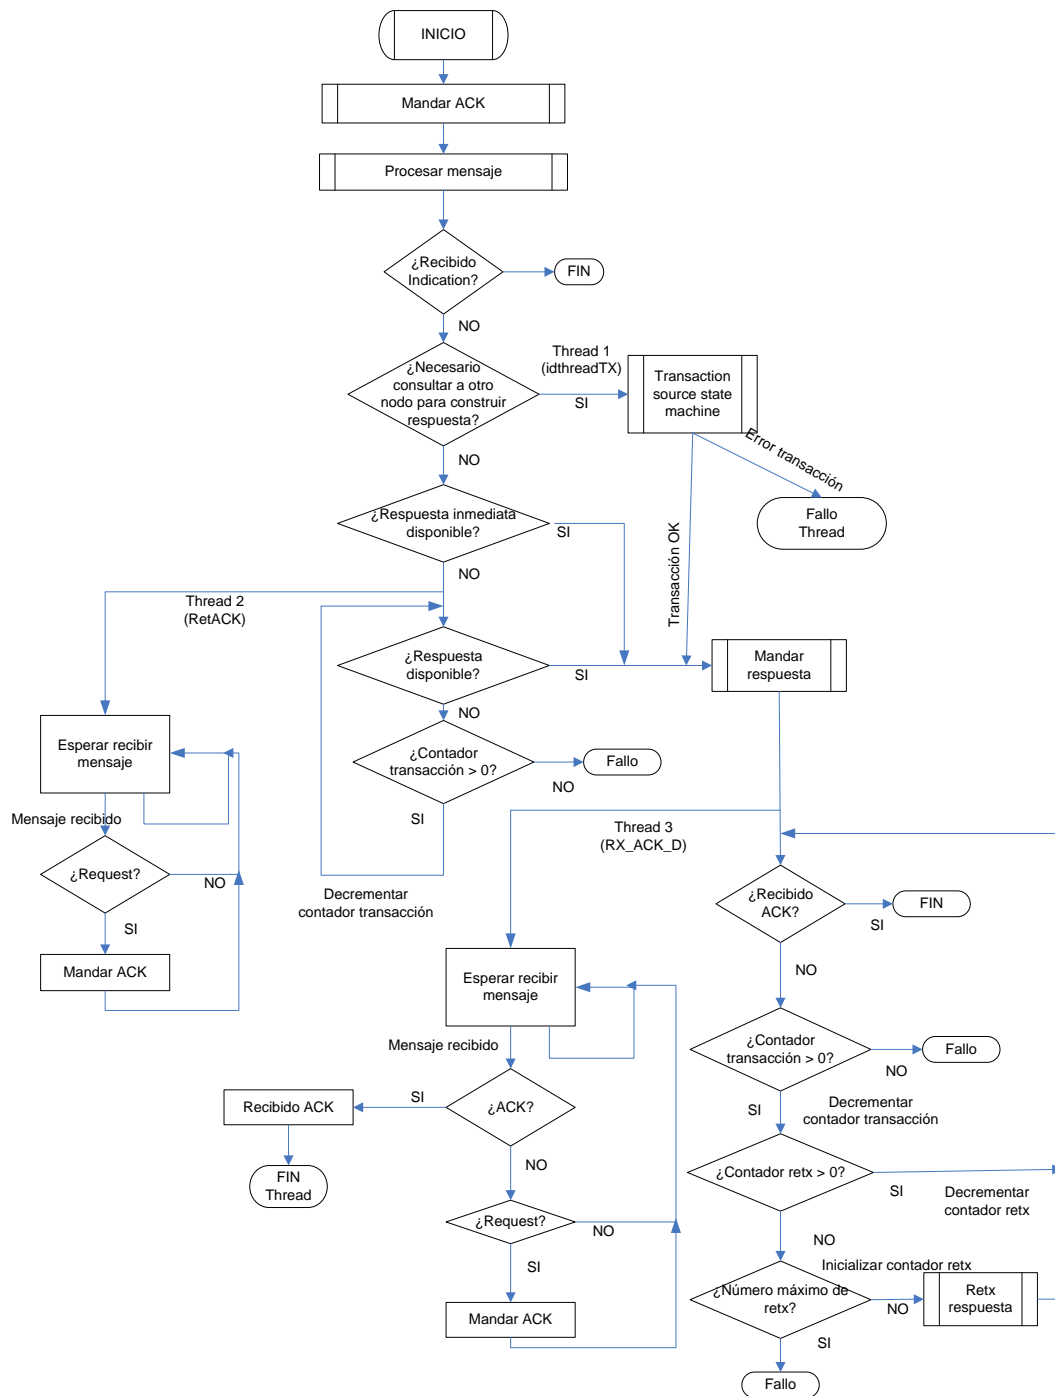 INICIO
Mandar ACK
Procesar mensaje
¿Recibido
Indication?
FIN
NO
¿Necesario
consultar a otro
nodo para construir
respuesta?
Thread 1
(idthreadTX)
SI
Transaction
source state
machine
NO
Error transacción
Fallo
Thread
¿Respuesta inmediata
disponible?
SI
Transacción OK
NO
Thread 2
(RetACK)
¿Respuesta
disponible?
SI
Mandar
respuesta
NO
Esperar recibir
mensaje
¿Contador
transacción > 0?
Fallo
NO
SI
Mensaje recibido
¿Request?
NO
SI
Mandar ACK
Decrementar
contador transacción
Thread 3
(RX_ACK_D)
¿Recibido
ACK?
FIN
SI
NO
Esperar recibir
mensaje
Mensaje recibido
¿Contador
transacción > 0?
Fallo
NO
SI
Decrementar
contador transacción
¿ACK?
SI
Recibido ACK
FIN
Thread
NO
¿Contador retx > 0?
SI
Decrementar
contador retx
NO
¿Request?
NO
SI
Mandar ACK
Inicializar contador retx
¿Número máximo de
retx?
NO
Retx
respuesta
SI
Fallo